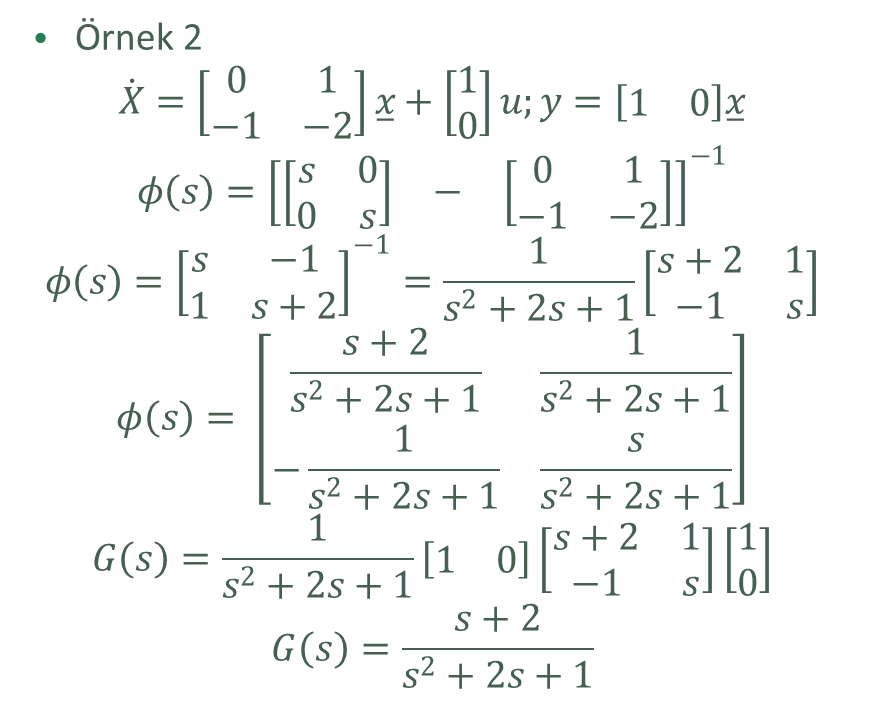 • Örnek 2
Ẋ = [0 1; −1 −2] x + [1; 0] u; y = [1 0] x
ϕ(s) = [[s 0; 0 s] − [0 1; −1 −2]]⁻¹
ϕ(s) = [s −1; 1 s + 2]⁻¹ = 1/(s² + 2s + 1) [s + 2 1; −1 s]
ϕ(s) = [(s + 2)/(s² + 2s + 1) 1/(s² + 2s + 1); −1/(s² + 2s + 1) s/(s² + 2s + 1)]
G(s) = 1/(s² + 2s + 1) [1 0] [s + 2 1; −1 s] [1; 0]
G(s) = (s + 2)/(s² + 2s + 1)